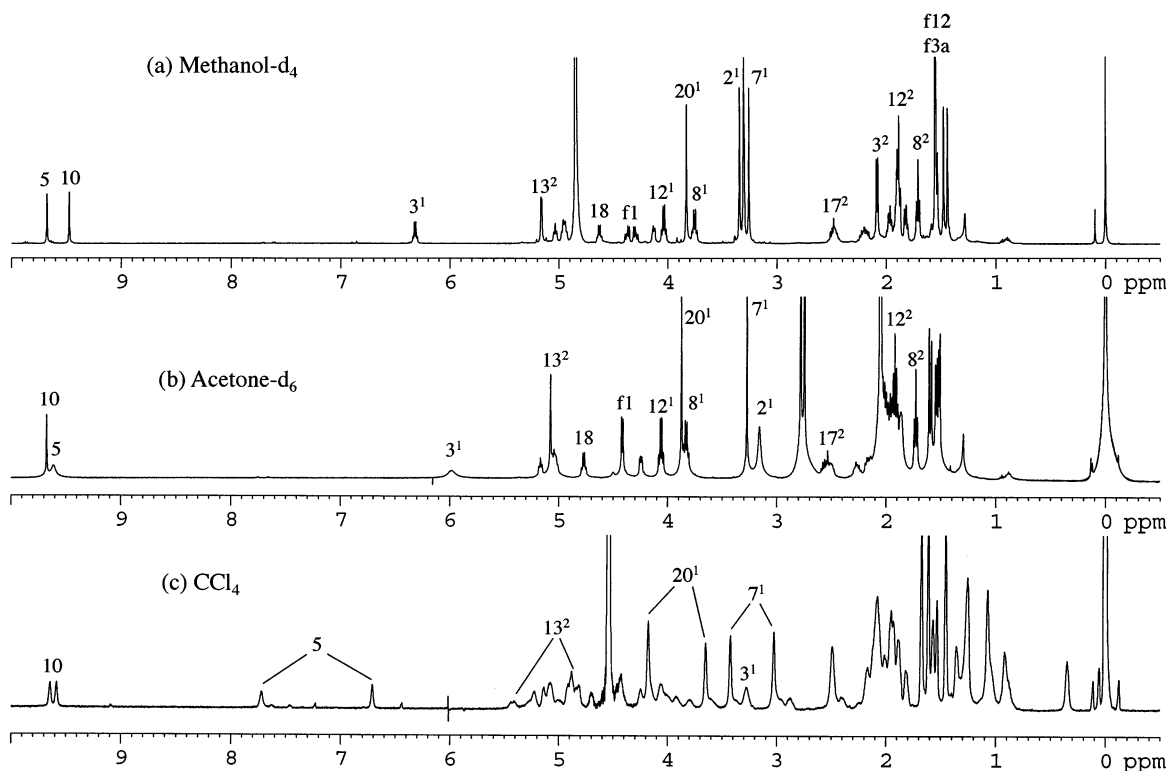 f12
f3a
(a) Methanol-d₄
2¹ 7¹
20¹
12²
3² 8²
5 10
13²
12¹ 8¹
3¹
18 f1
17²
9 8 7 6 5 4 3 2 1 0 ppm
20¹ 7¹
12²
13²
8²
(b) Acetone-d₆
10
f1 12¹ 8¹ 2¹
5
18 17²
3¹
9 8 7 6 5 4 3 2 1 0 ppm
(c) CCl₄
20¹
7¹
13²
5
10 3¹
9 8 7 6 5 4 3 2 1 0 ppm